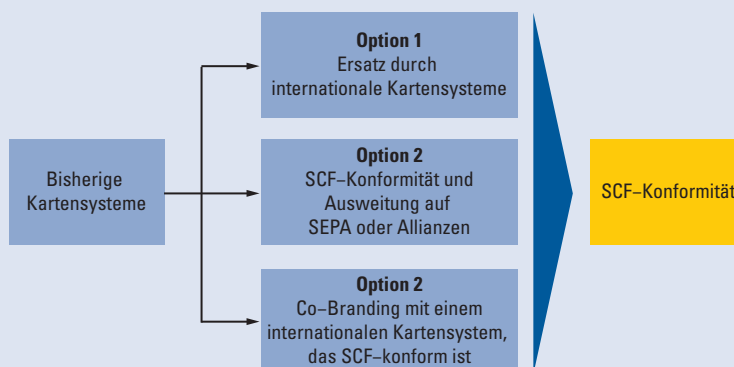 Option 1
Ersatz durch
internationale Kartensysteme
Bisherige
Kartensysteme
Option 2
SCF–Konformität und
Ausweitung auf
SEPA oder Allianzen
SCF–Konformität
Option 2
Co–Branding mit einem
internationalen Kartensystem,
das SCF–konform ist